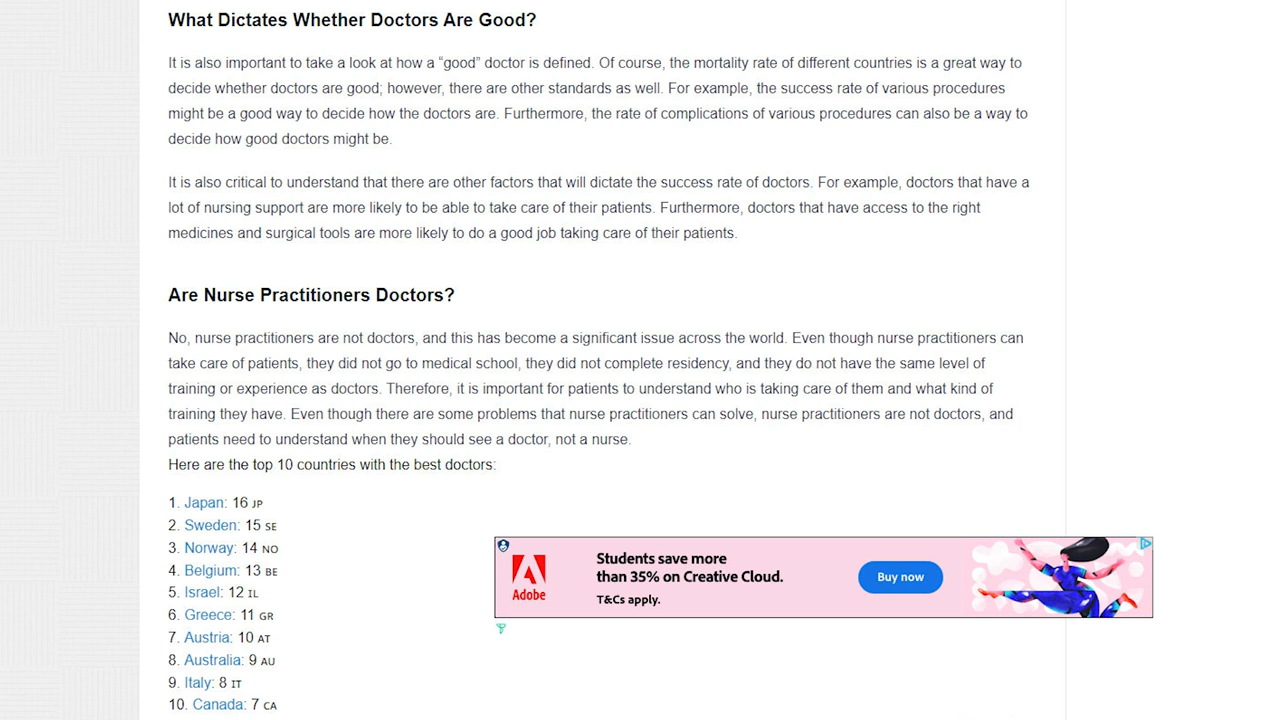 What Dictates Whether Doctors Are Good?
It is also important to take a look at how a “good” doctor is defined. Of course, the mortality rate of different countries is a great way to
decide whether doctors are good; however, there are other standards as well. For example, the success rate of various procedures
might be a good way to decide how the doctors are. Furthermore, the rate of complications of various procedures can also be a way to
decide how good doctors might be.
It is also critical to understand that there are other factors that will dictate the success rate of doctors. For example, doctors that have a
lot of nursing support are more likely to be able to take care of their patients. Furthermore, doctors that have access to the right
medicines and surgical tools are more likely to do a good job taking care of their patients.
Are Nurse Practitioners Doctors?
No, nurse practitioners are not doctors, and this has become a significant issue across the world. Even though nurse practitioners can
take care of patients, they did not go to medical school, they did not complete residency, and they do not have the same level of
training or experience as doctors. Therefore, it is important for patients to understand who is taking care of them and what kind of
training they have. Even though there are some problems that nurse practitioners can solve, nurse practitioners are not doctors, and
patients need to understand when they should see a doctor, not a nurse.
Here are the top 10 countries with the best doctors:
1. Japan: 16 JP
2. Sweden: 15 SE
3. Norway: 14 NO
4. Belgium: 13 BE
5. Israel: 12 IL
6. Greece: 11 GR
7. Austria: 10 AT
8. Australia: 9 AU
9. Italy: 8 IT
10. Canada: 7 CA
Adobe
Students save more
than 35% on Creative Cloud.
T&Cs apply.
Buy now